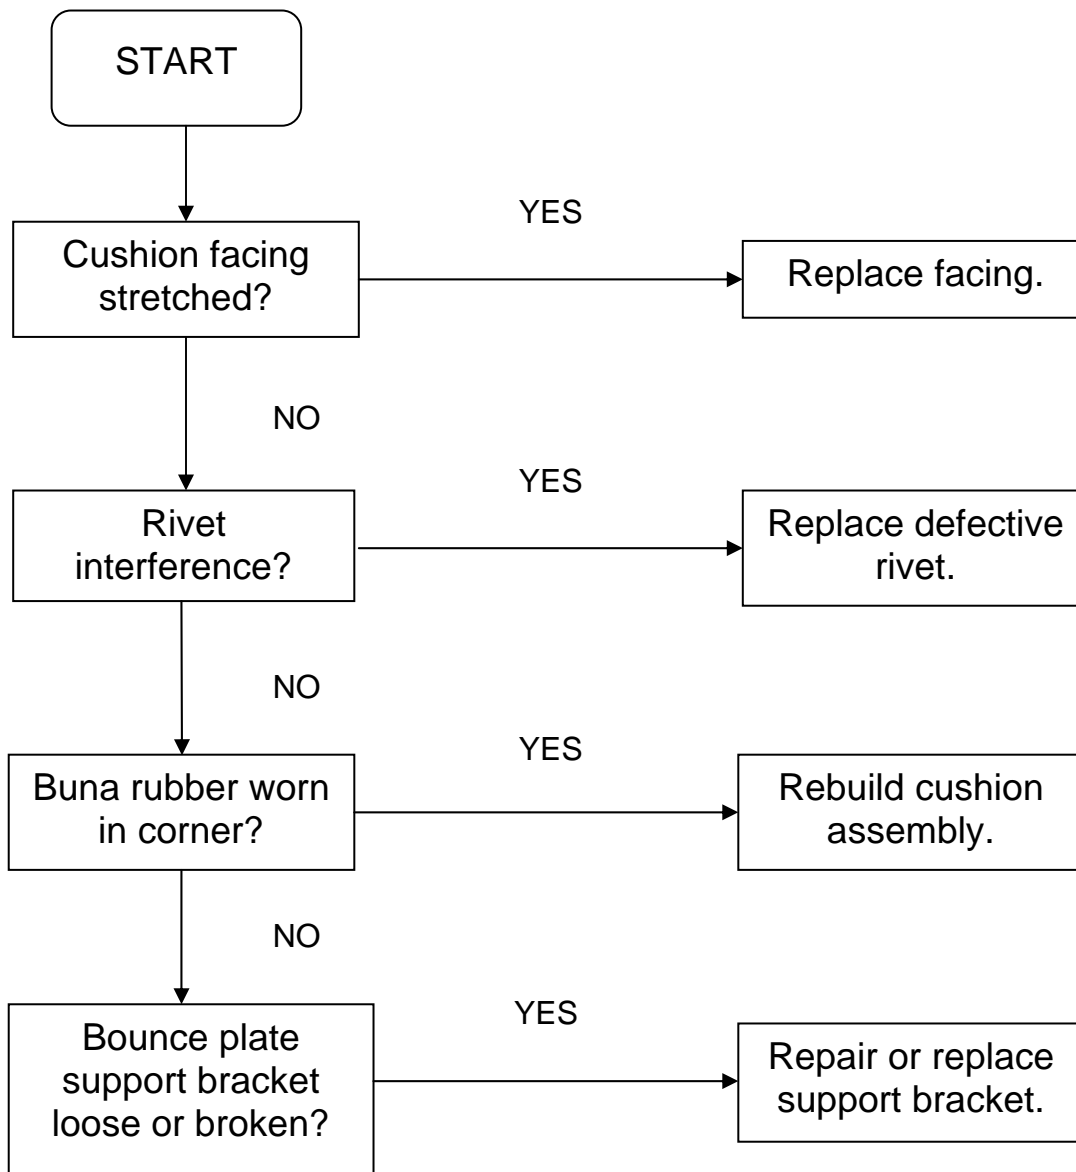 START
YES
Cushion facing
stretched?
Replace facing.
NO
YES
Rivet
interference?
Replace defective
rivet.
NO
YES
Buna rubber worn
in corner?
Rebuild cushion
assembly.
NO
YES
Bounce plate
support bracket
loose or broken?
Repair or replace
support bracket.